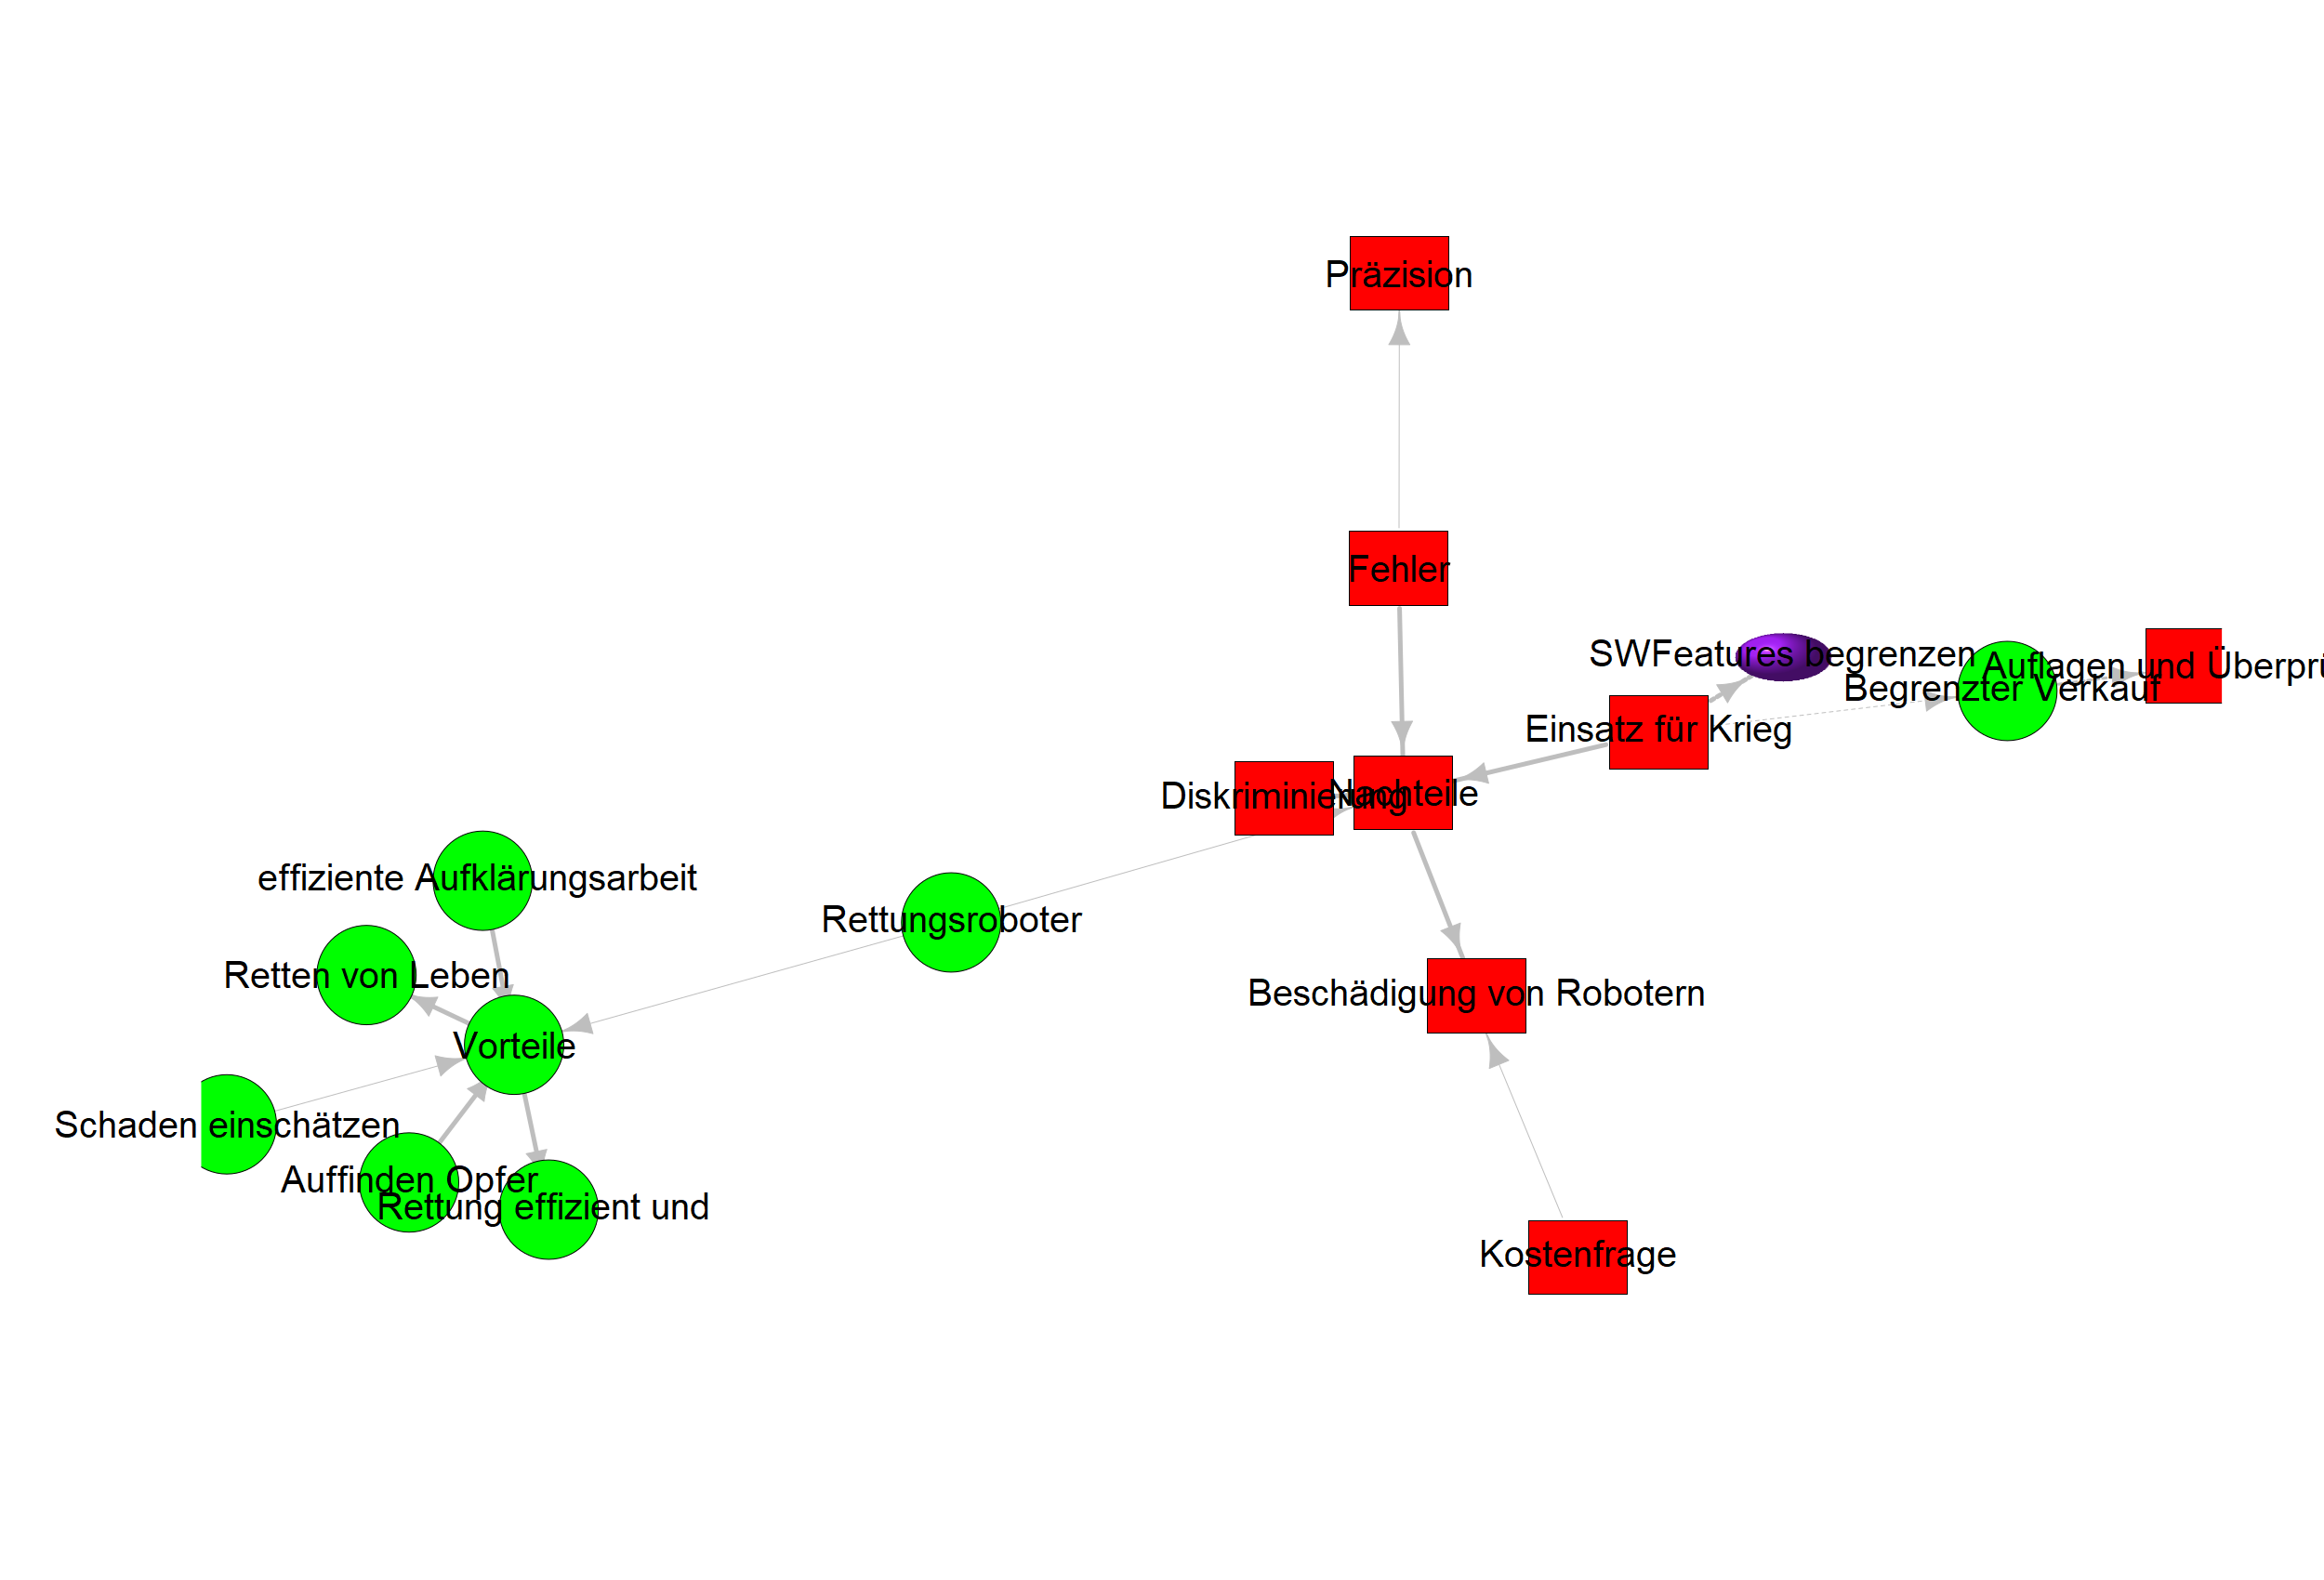 Präzision
Fehler
SWFeatures begrenzen
Auflagen und Überprü
Begrenzter Verkauf
Einsatz für Krieg
Diskriminierung
Nachteile
effiziente Aufklärungsarbeit
Rettungsroboter
Retten von Leben
Beschädigung von Robotern
Vorteile
Schaden einschätzen
Auffinden Opfer
Rettung effizient und
Kostenfrage